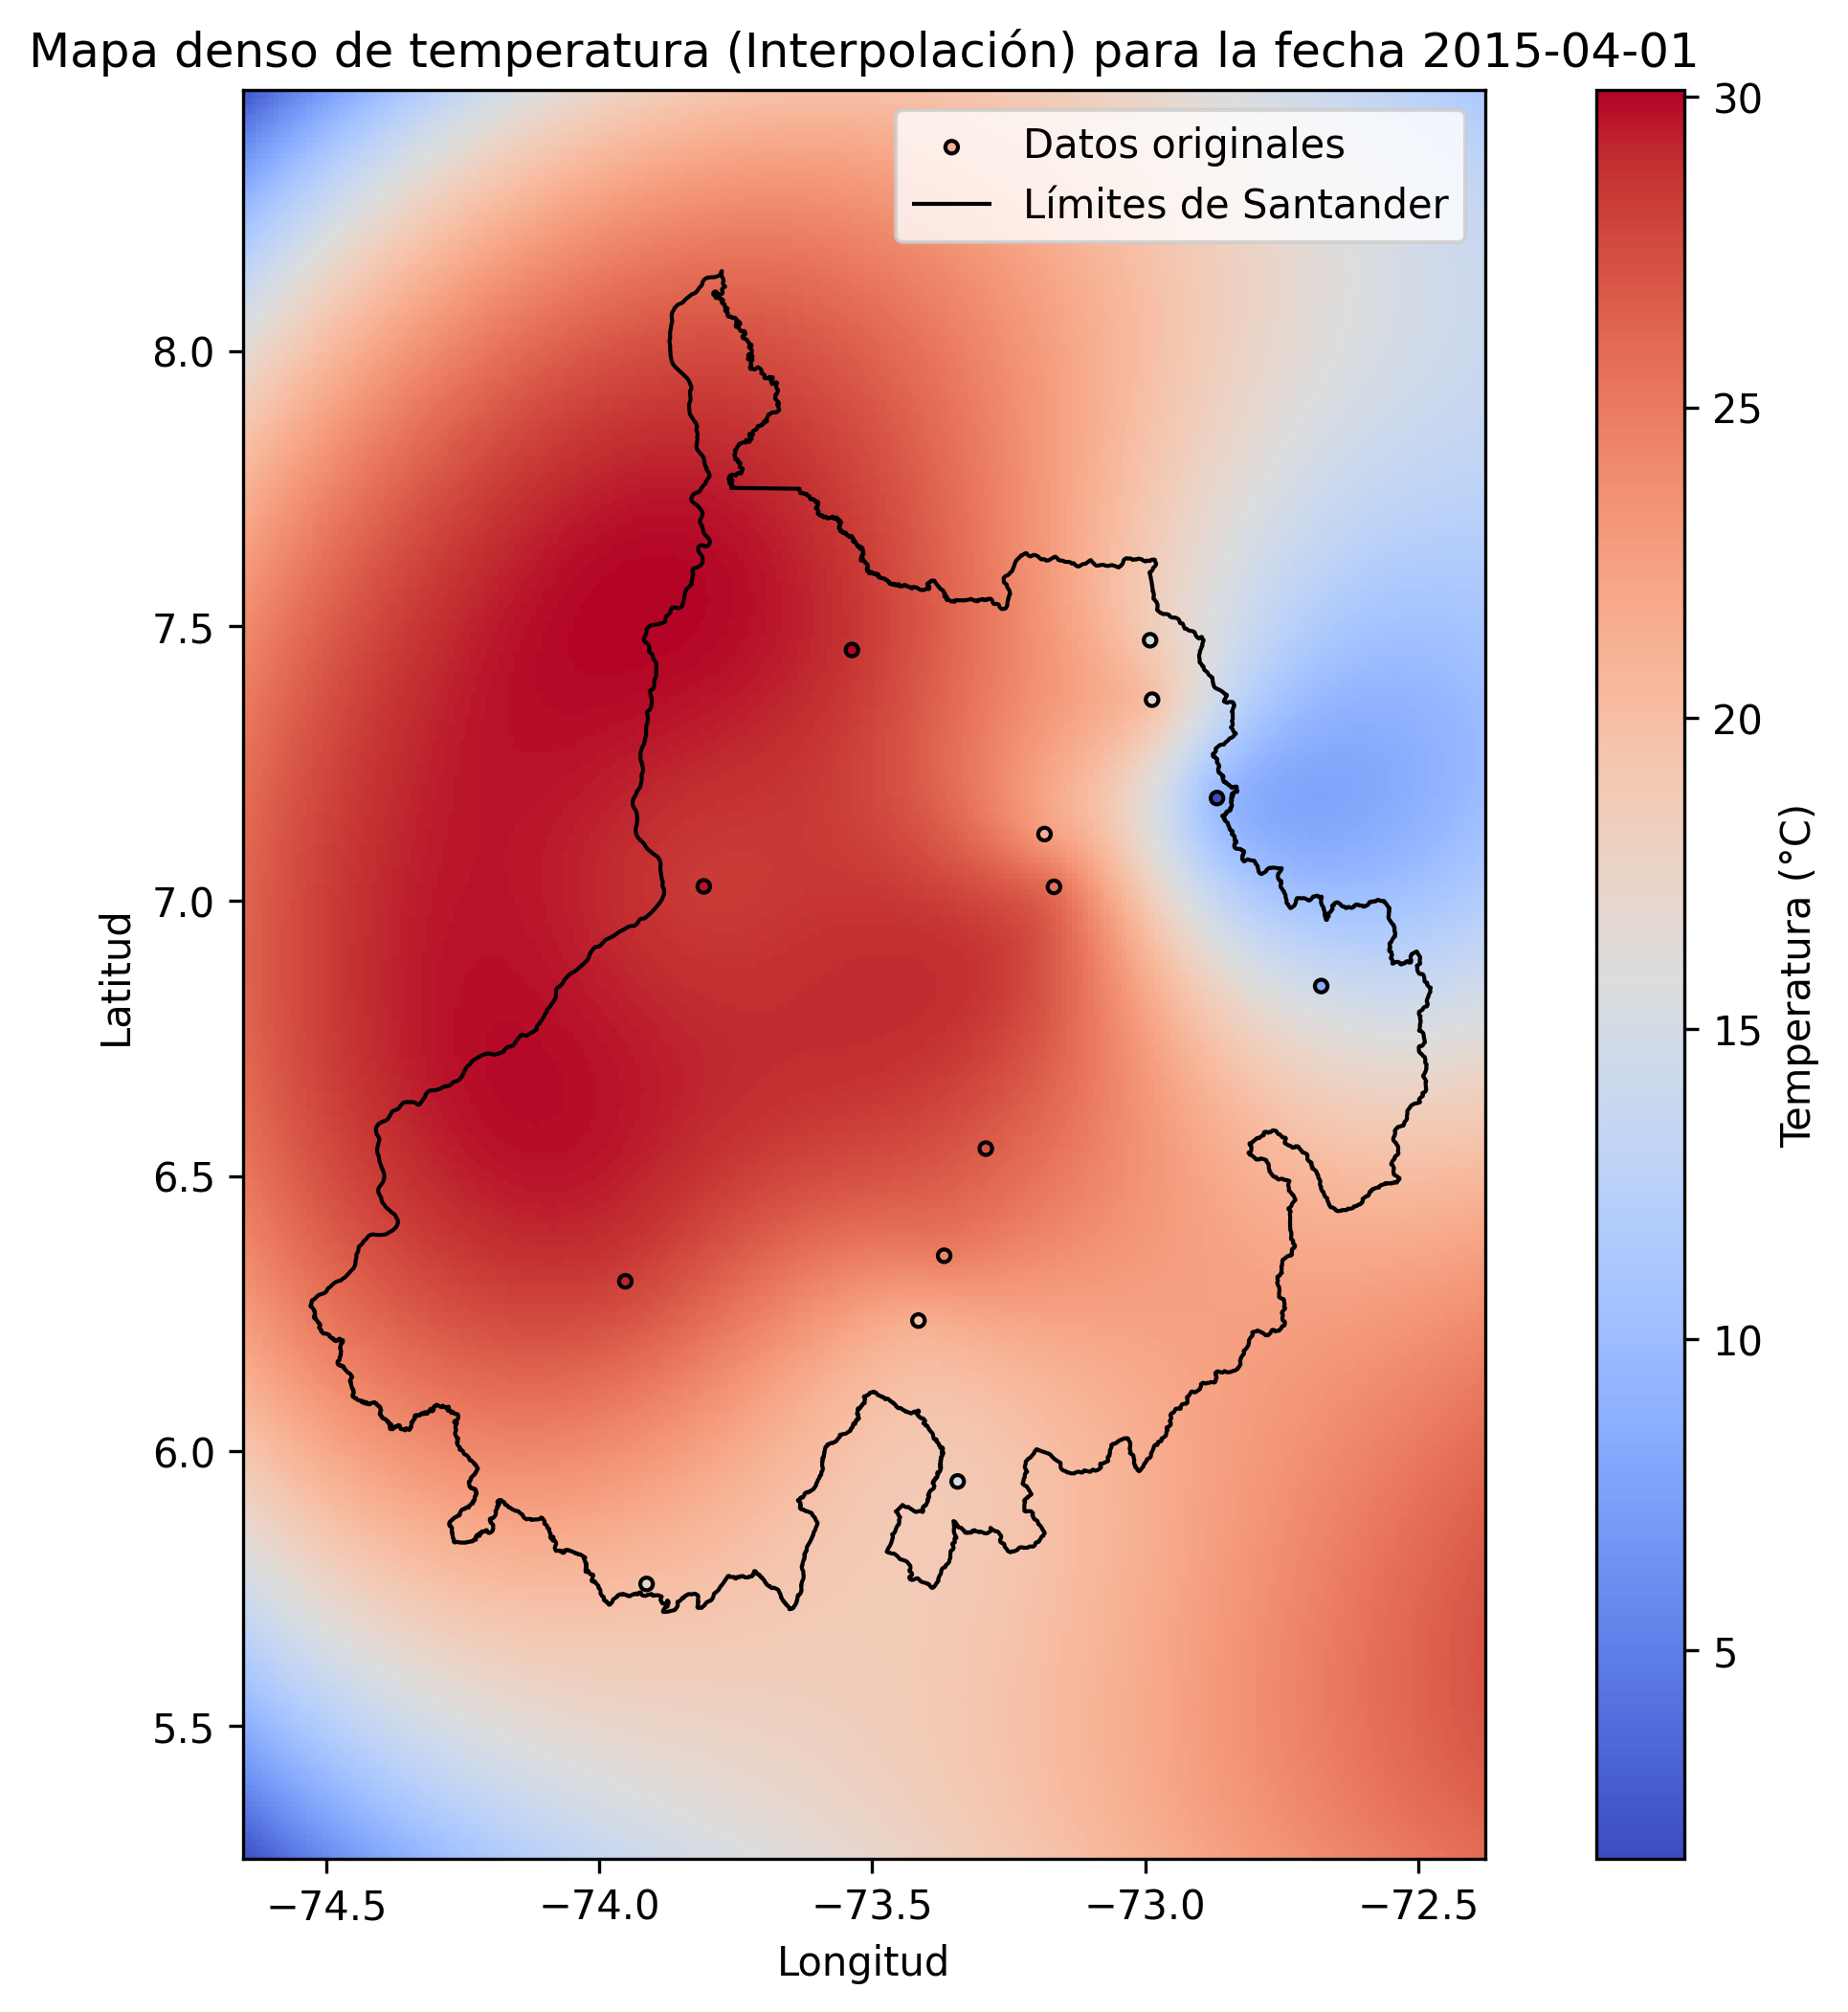 Mapa denso de temperatura (Interpolación) para la fecha 2015-04-01
Datos originales
Límites de Santander
30
25
20
15
10
5
Temperatura (°C)
8.0
7.5
7.0
6.5
6.0
5.5
Latitud
−74.5
−74.0
−73.5
−73.0
−72.5
Longitud